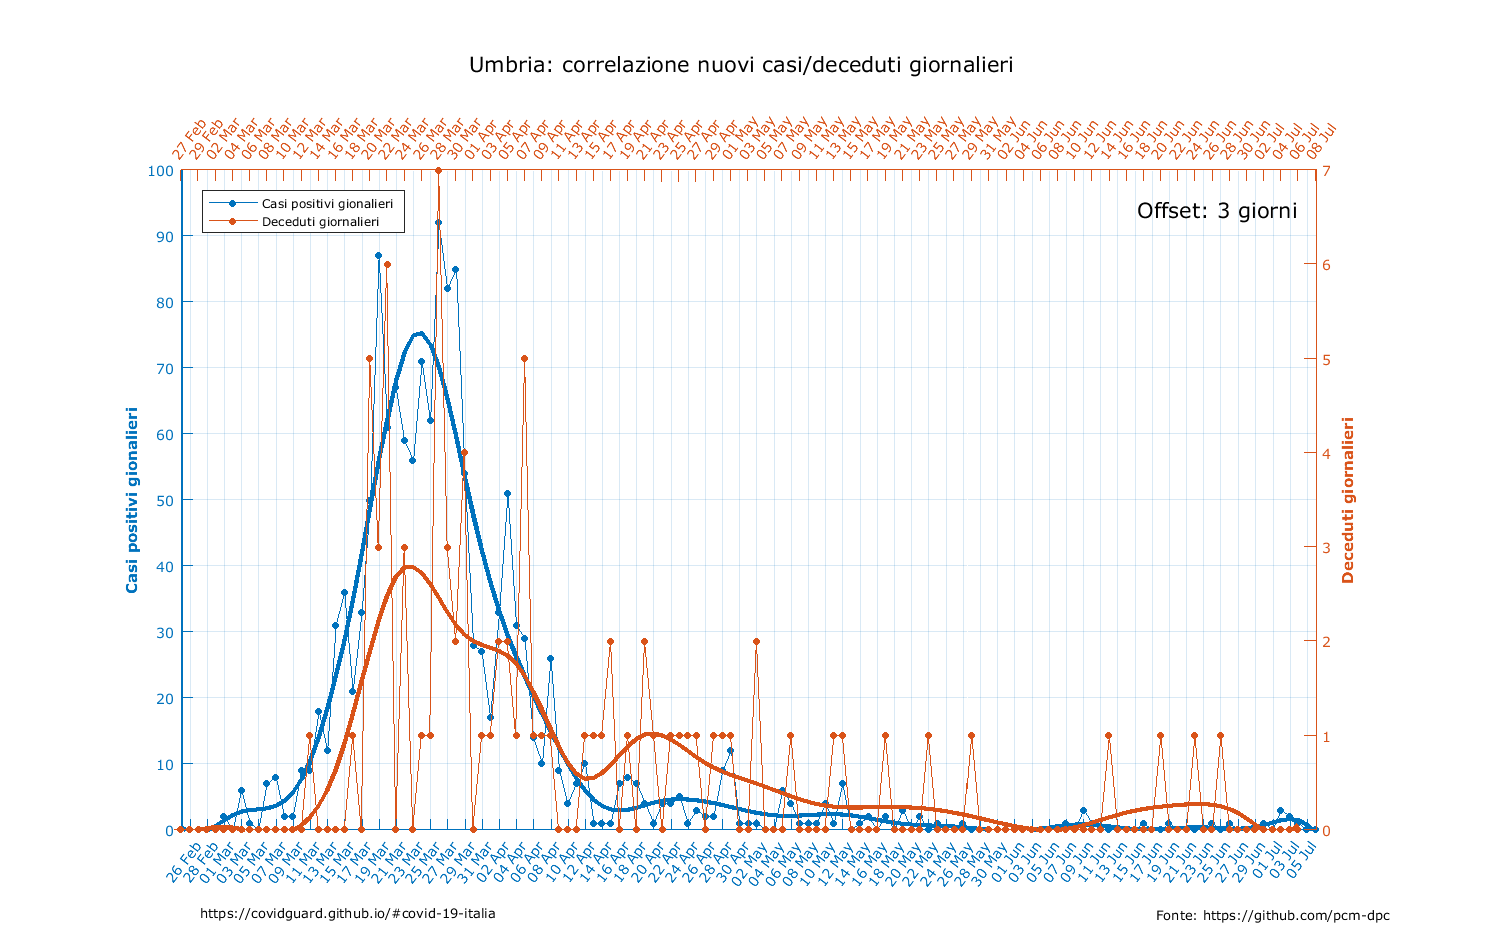 Umbria: correlazione nuovi casi/deceduti giornalieri
27 Feb
29 Feb
02 Mar
04 Mar
06 Mar
08 Mar
10 Mar
12 Mar
14 Mar
16 Mar
18 Mar
20 Mar
22 Mar
24 Mar
26 Mar
28 Mar
30 Mar
01 Apr
03 Apr
05 Apr
07 Apr
09 Apr
11 Apr
13 Apr
15 Apr
17 Apr
19 Apr
21 Apr
23 Apr
25 Apr
27 Apr
29 Apr
01 May
03 May
05 May
07 May
09 May
11 May
13 May
15 May
17 May
19 May
21 May
23 May
25 May
27 May
29 May
31 May
02 Jun
04 Jun
06 Jun
08 Jun
10 Jun
12 Jun
14 Jun
16 Jun
18 Jun
20 Jun
22 Jun
24 Jun
26 Jun
28 Jun
30 Jun
02 Jul
04 Jul
06 Jul
08 Jul
Casi positivi gionalieri
Deceduti giornalieri
Offset: 3 giorni
100
90
80
70
60
50
40
30
20
10
0
Casi positivi gionalieri
7
6
5
4
3
2
1
0
Deceduti giornalieri
26 Feb
28 Feb
01 Mar
03 Mar
05 Mar
07 Mar
09 Mar
11 Mar
13 Mar
15 Mar
17 Mar
19 Mar
21 Mar
23 Mar
25 Mar
27 Mar
29 Mar
31 Mar
02 Apr
04 Apr
06 Apr
08 Apr
10 Apr
12 Apr
14 Apr
16 Apr
18 Apr
20 Apr
22 Apr
24 Apr
26 Apr
28 Apr
30 Apr
02 May
04 May
06 May
08 May
10 May
12 May
14 May
16 May
18 May
20 May
22 May
24 May
26 May
28 May
30 May
01 Jun
03 Jun
05 Jun
07 Jun
09 Jun
11 Jun
13 Jun
15 Jun
17 Jun
19 Jun
21 Jun
23 Jun
25 Jun
27 Jun
29 Jun
01 Jul
03 Jul
05 Jul
https://covidguard.github.io/#covid-19-italia
Fonte: https://github.com/pcm-dpc